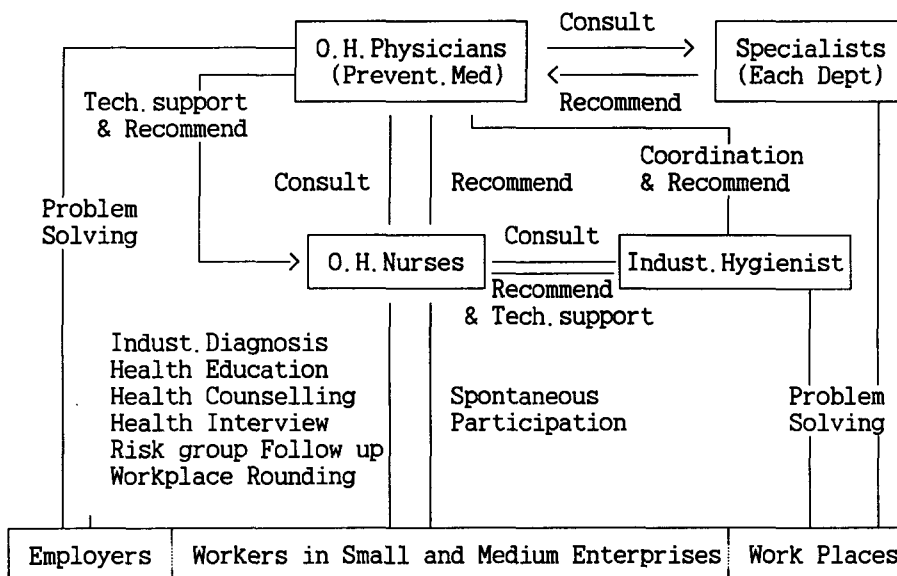 Consult
O.H.Physicians
(Prevent.Med)
Specialists
(Each Dept)
Recommend
Tech.support
& Recommend
Coordination
& Recommend
Consult
Recommend
Problem
Solving
Consult
O.H.Nurses
Indust.Hygienist
Recommend
& Tech.support
Indust.Diagnosis
Health Education
Health Counselling
Health Interview
Risk group Follow up
Workplace Rounding
Spontaneous
Participation
Problem
Solving
Employers
Workers in Small and Medium Enterprises
Work Places